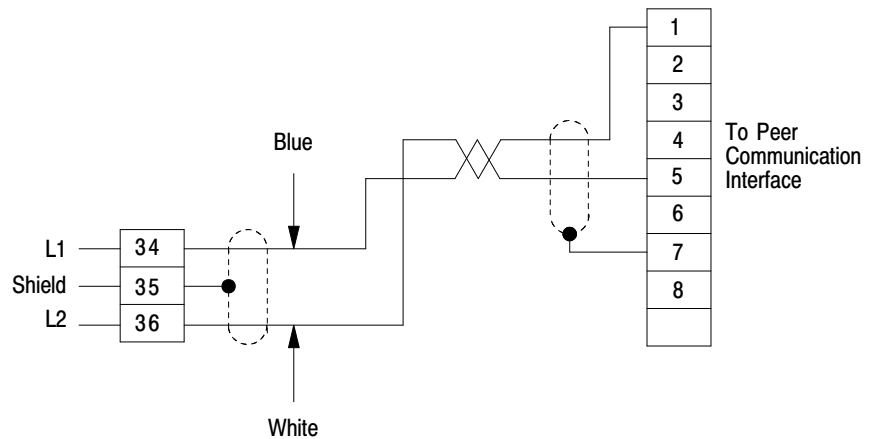 1
2
3
4
5
6
7
8
To Peer
Communication
Interface
Blue
L1
34
Shield
35
L2
36
White